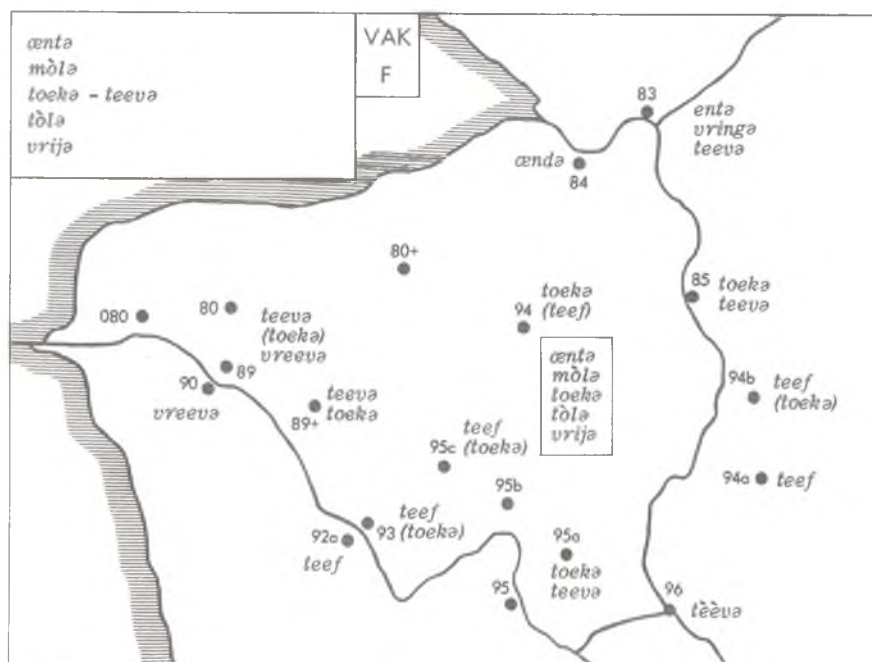 œntə
mòlə
toekə - teevə
tòlə
vrijə
VAK
F
83
entə
vringə
teevə
œndə
84
80+
85
toekə
teevə
94
toekə
(teef)
080
80
teevə
(toekə)
vreevə
89
90
vreevə
89+
teevə
toekə
œntə
mòlə
toekə
tòlə
vrijə
94b
teef
(toekə)
95c
teef
(toekə)
94a
teef
95b
93
teef
(toekə)
92a
teef
95a
toekə
teevə
95
96
tèèvə